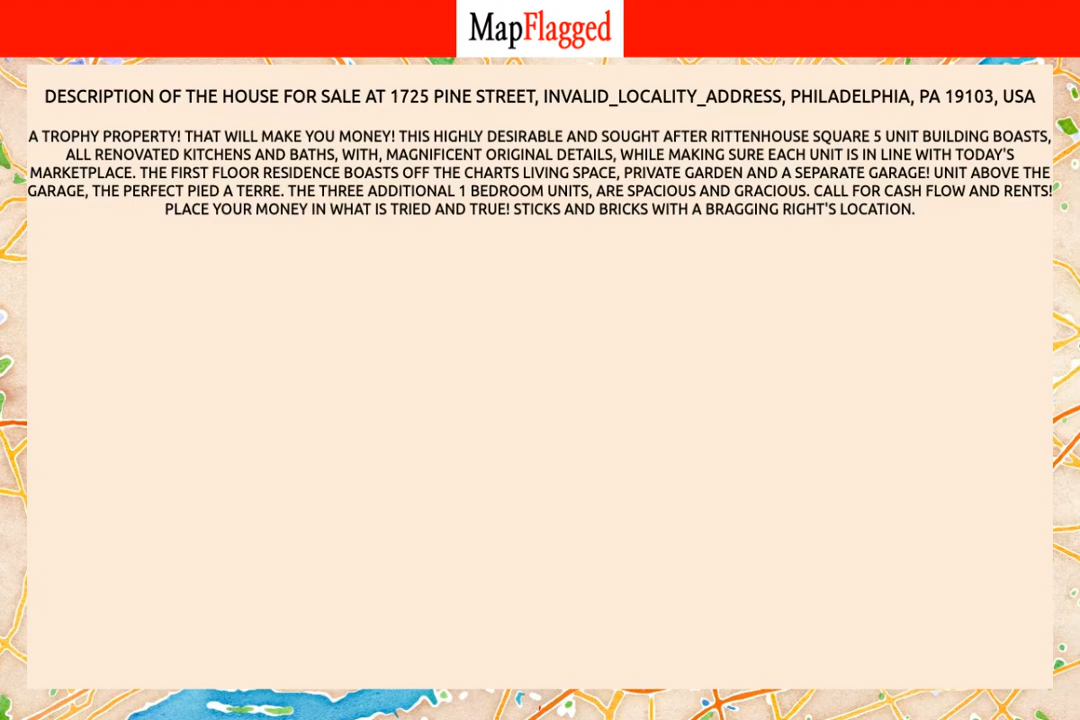 MapFlagged
DESCRIPTION OF THE HOUSE FOR SALE AT 1725 PINE STREET, INVALID_LOCALITY_ADDRESS, PHILADELPHIA, PA 19103, USA
A TROPHY PROPERTY! THAT WILL MAKE YOU MONEY! THIS HIGHLY DESIRABLE AND SOUGHT AFTER RITTENHOUSE SQUARE 5 UNIT BUILDING BOASTS,
ALL RENOVATED KITCHENS AND BATHS, WITH, MAGNIFICENT ORIGINAL DETAILS, WHILE MAKING SURE EACH UNIT IS IN LINE WITH TODAY'S
MARKETPLACE. THE FIRST FLOOR RESIDENCE BOASTS OFF THE CHARTS LIVING SPACE, PRIVATE GARDEN AND A SEPARATE GARAGE! UNIT ABOVE THE
GARAGE, THE PERFECT PIED A TERRE. THE THREE ADDITIONAL 1 BEDROOM UNITS, ARE SPACIOUS AND GRACIOUS. CALL FOR CASH FLOW AND RENTS!
PLACE YOUR MONEY IN WHAT IS TRIED AND TRUE! STICKS AND BRICKS WITH A BRAGGING RIGHT'S LOCATION.